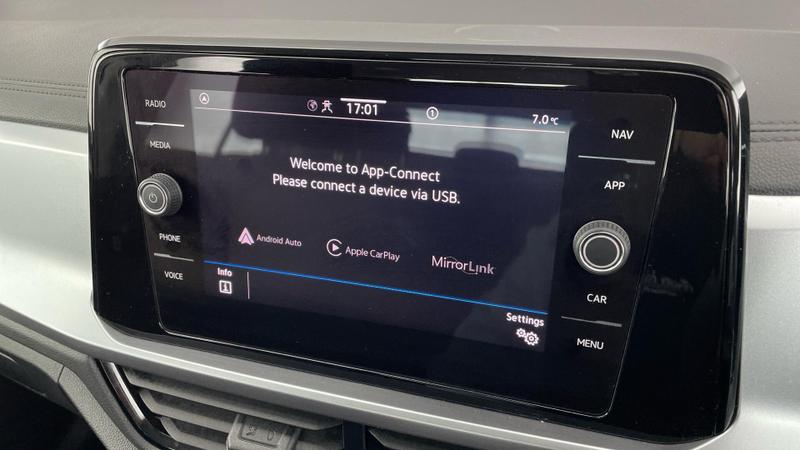 RADIO
MEDIA
PHONE
VOICE
17:01
1
7.0 °C
Welcome to App-Connect
Please connect a device via USB.
Android Auto
Apple CarPlay
MirrorLink
Info
Settings
NAV
APP
CAR
MENU